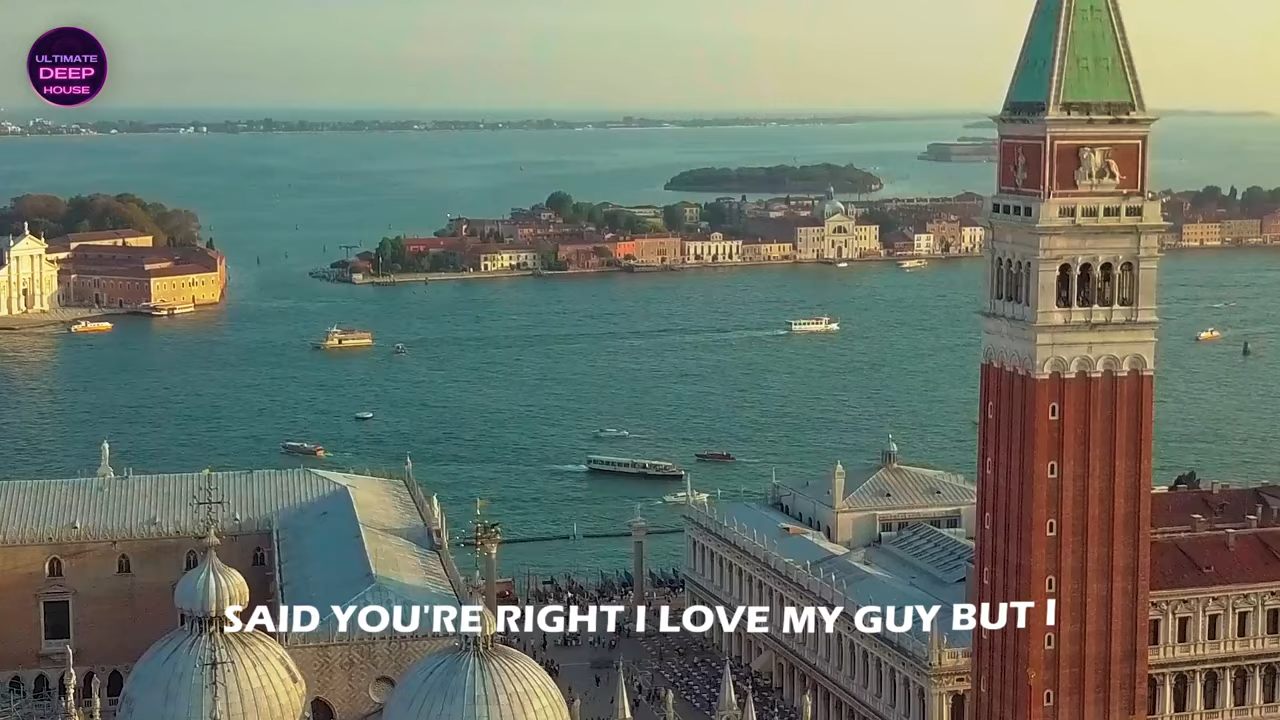 ULTIMATE
DEEP
HOUSE
SAID YOU'RE RIGHT I LOVE MY GUY BUT I